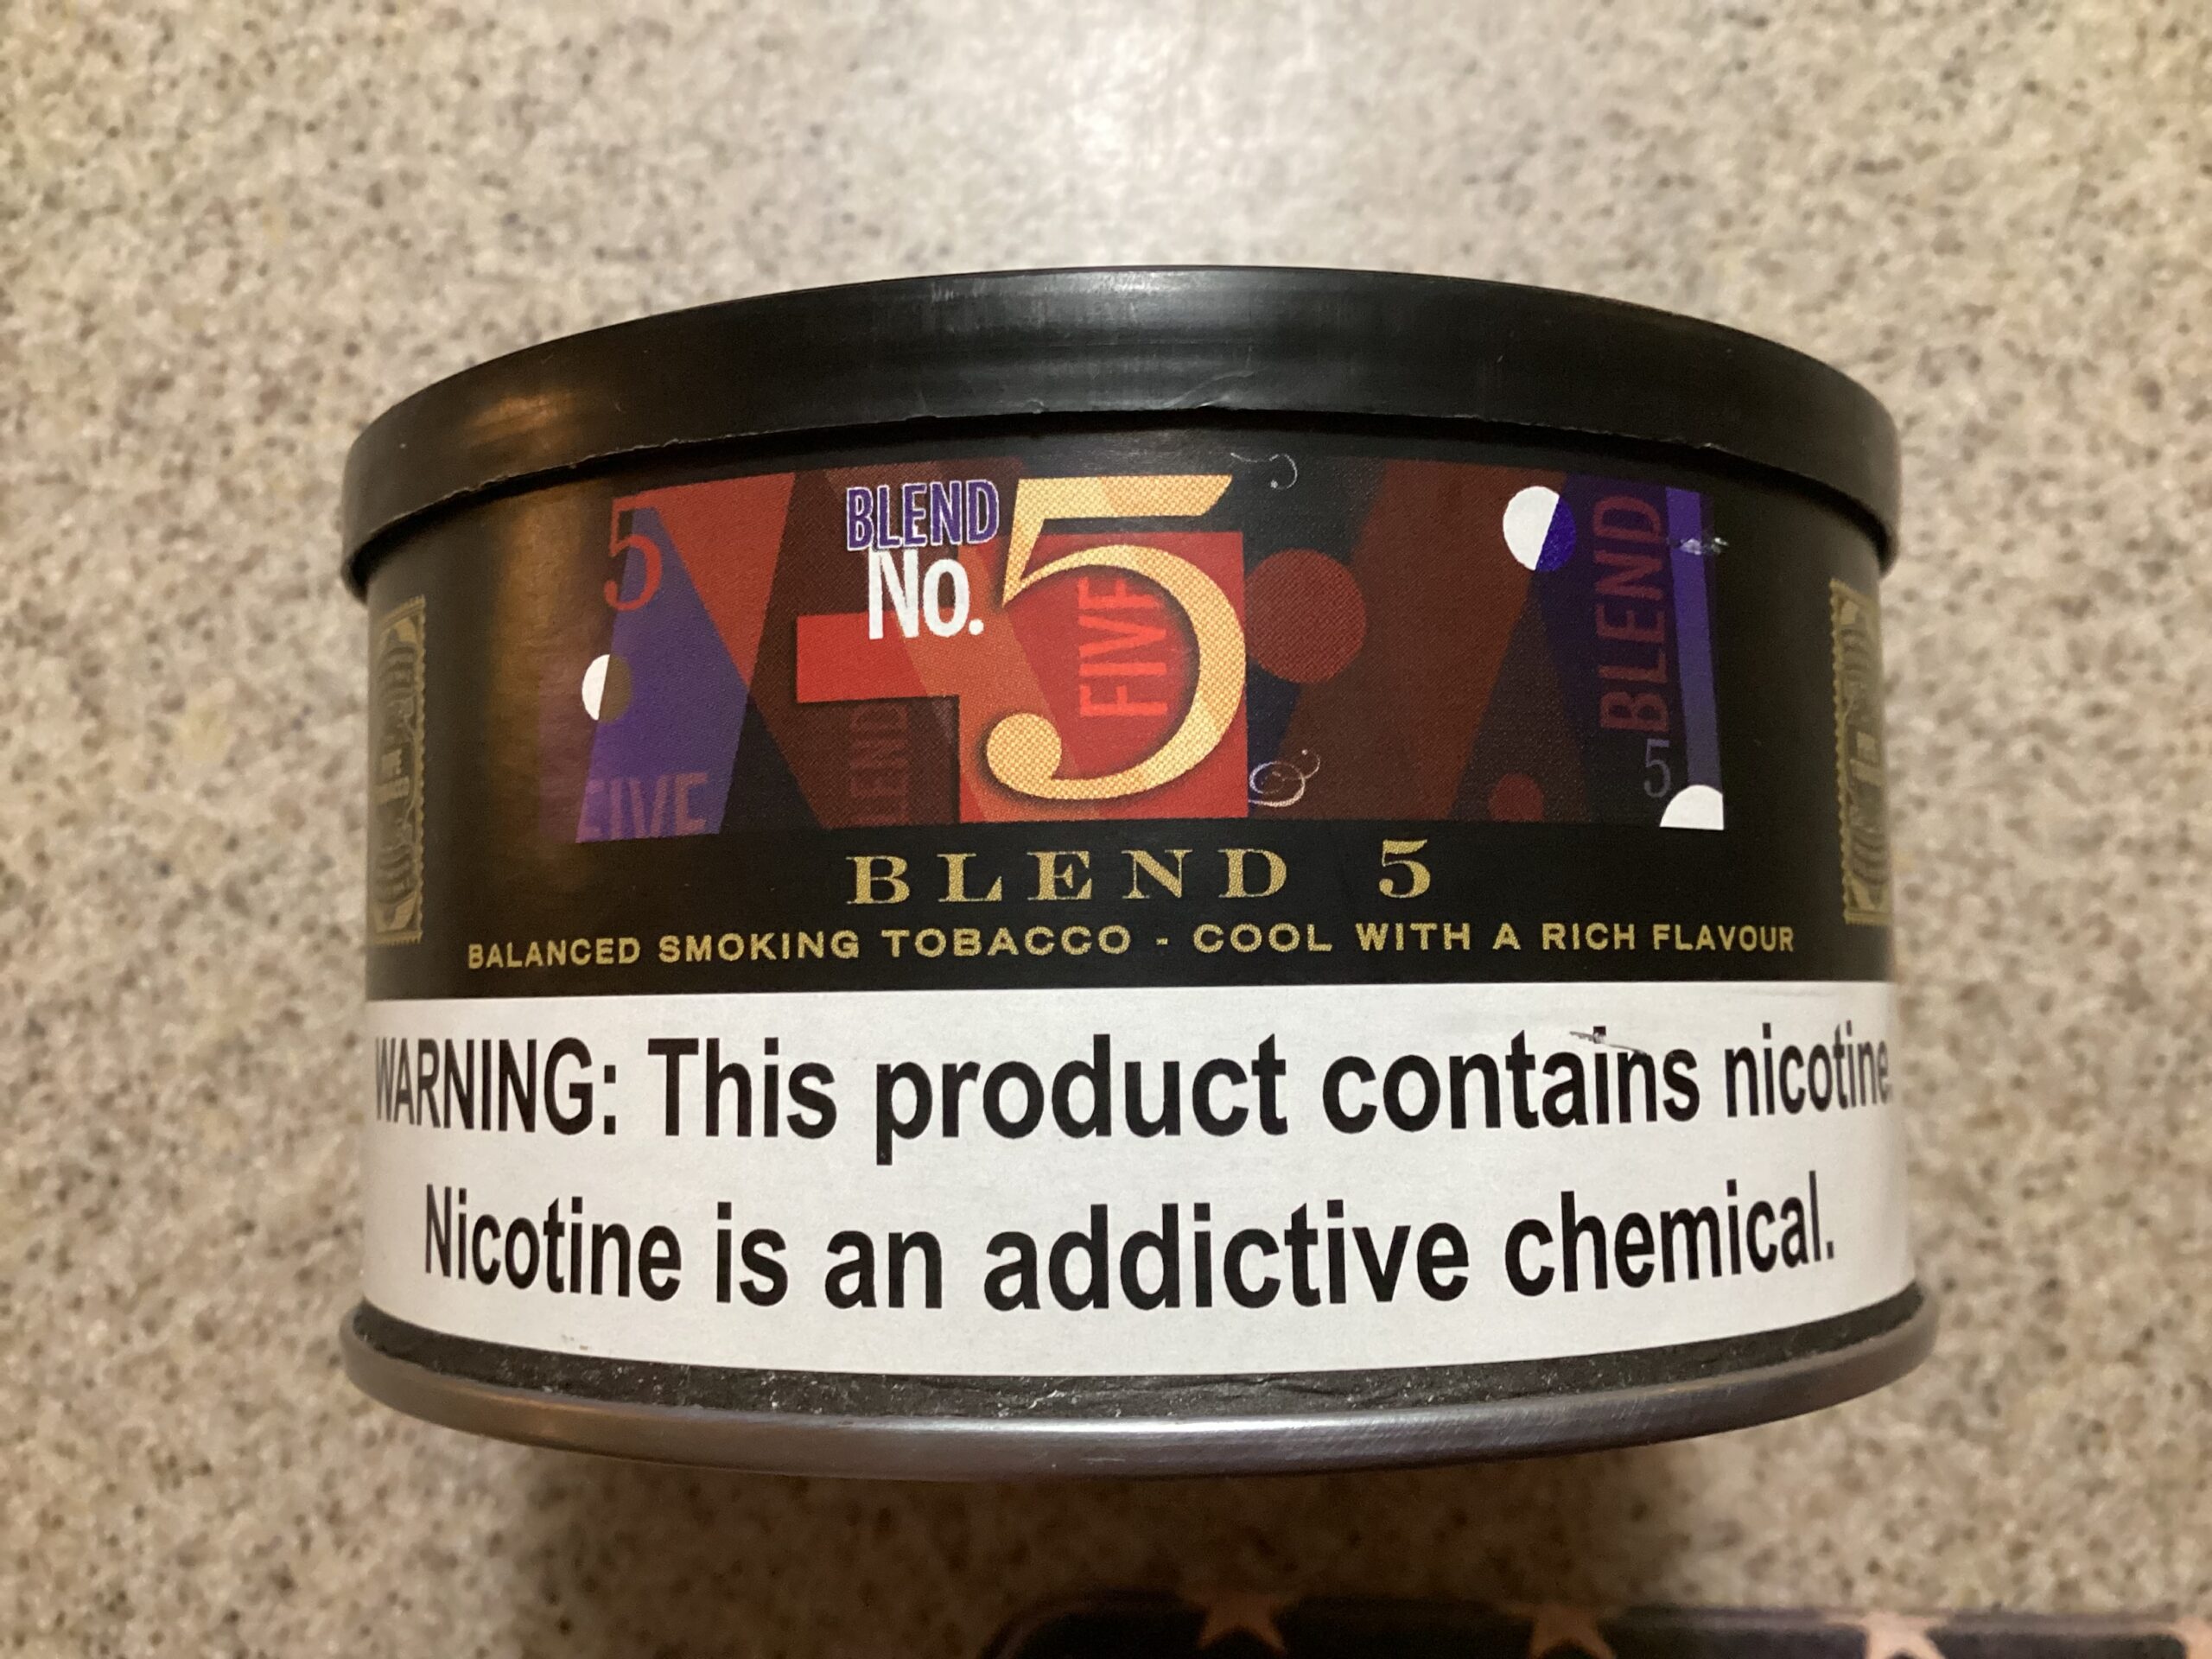 5
BLEND
No. 5
FIVE
BLEND
5
FIVE
BLEND 5
BALANCED SMOKING TOBACCO - COOL WITH A RICH FLAVOUR
WARNING: This product contains nicotine.
Nicotine is an addictive chemical.